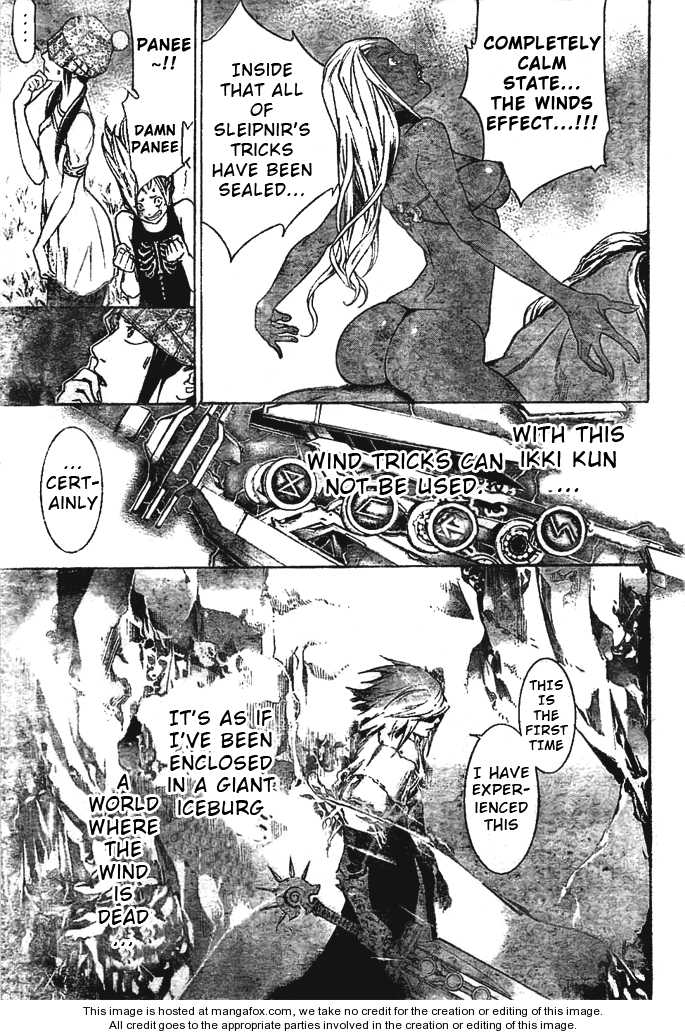 COMPLETELY
CALM
STATE...
THE WINDS
EFFECT...!!!
INSIDE
THAT ALL
OF
SLEIPNIR'S
TRICKS
HAVE BEEN
SEALED...
PANEE
~!!
DAMN
PANEE
...
WITH THIS
IKKI KUN
....
WIND TRICKS CAN
NOT BE USED.
...
CERT-
AINLY
THIS
IS
THE
FIRST
TIME
I HAVE
EXPER-
IENCED
THIS
IT'S AS IF
I'VE BEEN
ENCLOSED
IN A GIANT
ICEBURG
A
WORLD
WHERE
THE
WIND
IS
DEAD
...
This image is hosted at mangafox.com, we take no credit for the creation or editing of this image.
All credit goes to the appropriate parties involved in the creation or editing of this image.